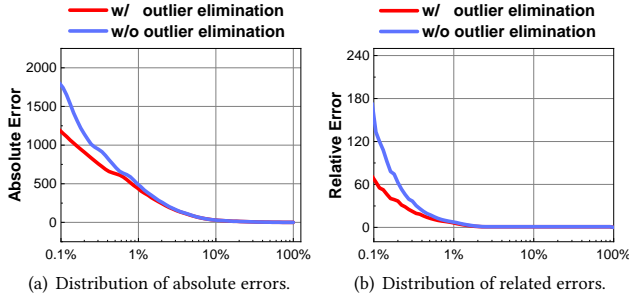 w/ outlier elimination
w/o outlier elimination
Absolute Error
2000
1500
1000
500
0
0.1% 1% 10% 100%
(a) Distribution of absolute errors.
w/ outlier elimination
w/o outlier elimination
Relative Error
240
180
120
60
0
0.1% 1% 10% 100%
(b) Distribution of related errors.